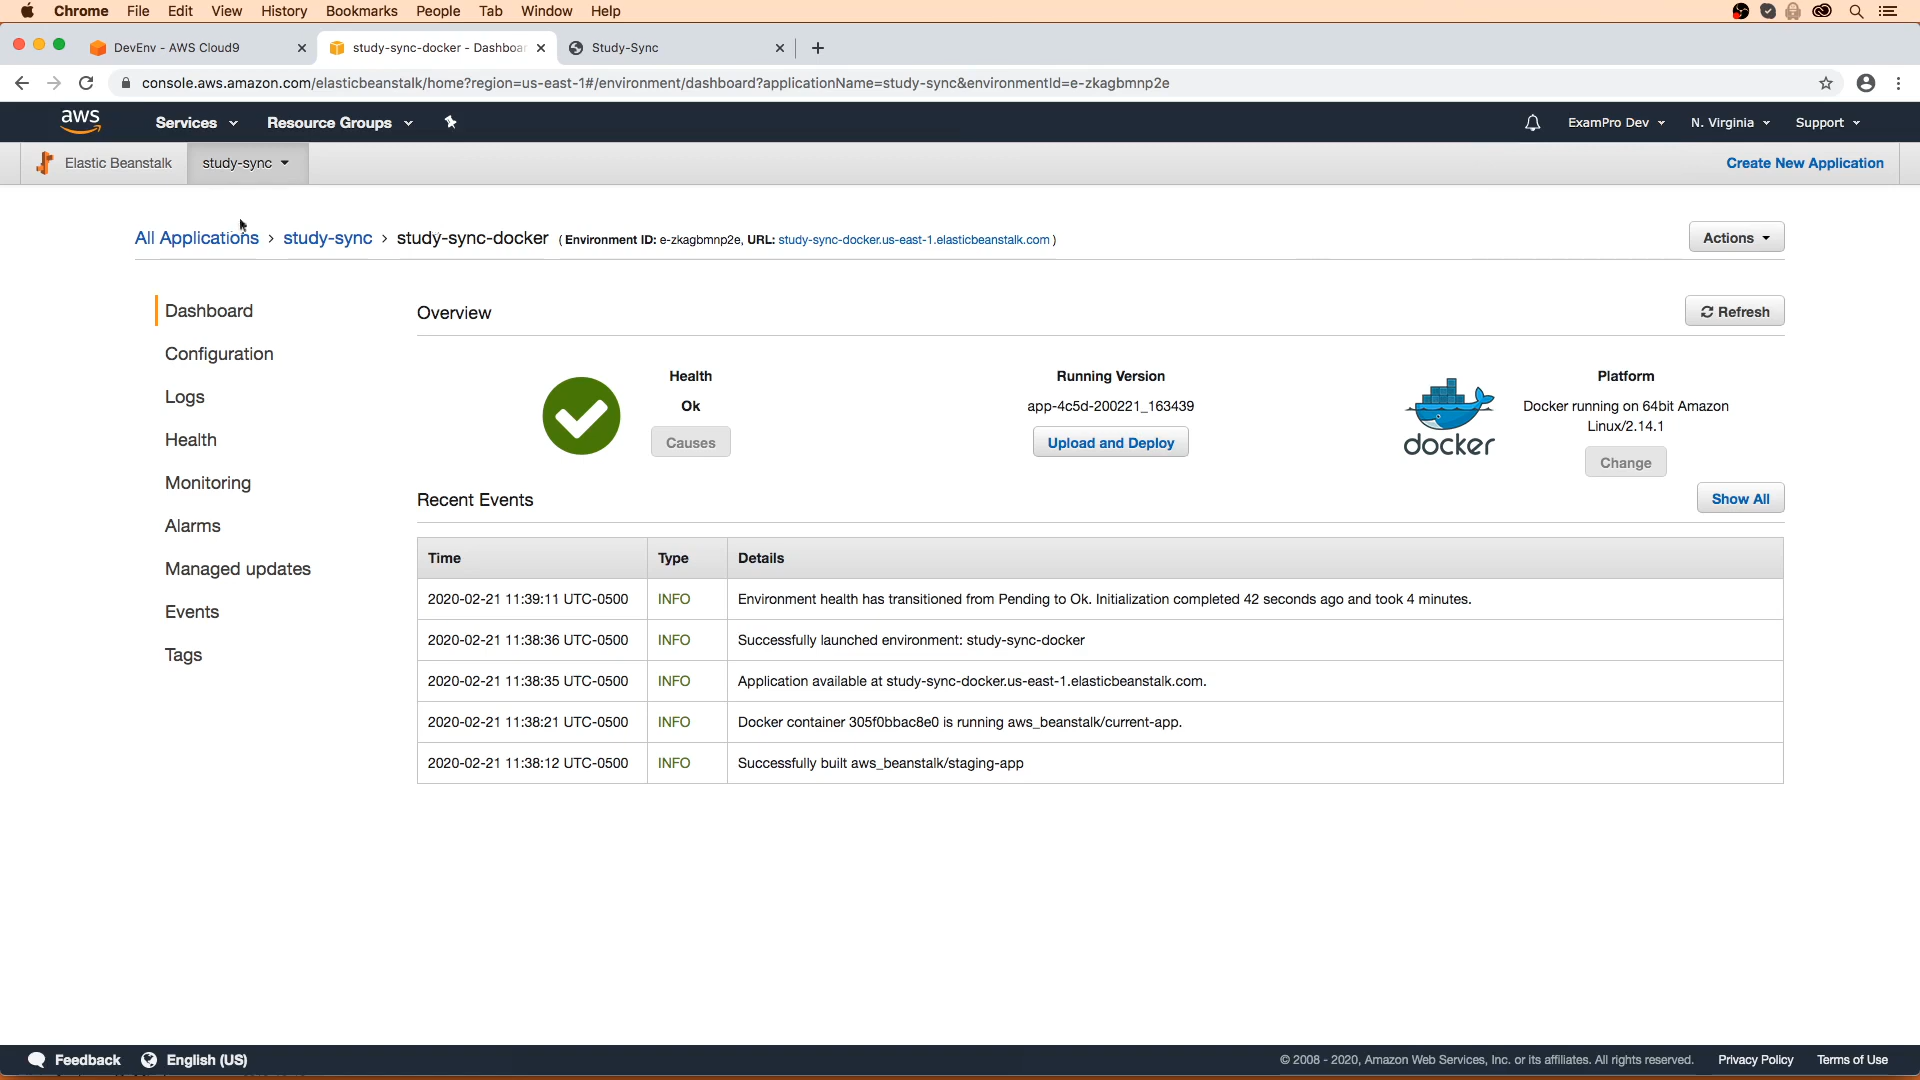 Chrome File Edit View History Bookmarks People Tab Window Help
DevEnv - AWS Cloud9
study-sync-docker - Dashboar
Study-Sync
console.aws.amazon.com/elasticbeanstalk/home?region=us-east-1#/environment/dashboard?applicationName=study-sync&environmentId=e-zkagbmnp2e
aws Services Resource Groups ExamPro Dev N. Virginia Support
Elastic Beanstalk study-sync Create New Application
All Applications > study-sync > study-sync-docker ( Environment ID: e-zkagbmnp2e, URL: study-sync-docker.us-east-1.elasticbeanstalk.com )
Actions
Dashboard
Configuration
Logs
Health
Monitoring
Alarms
Managed updates
Events
Tags
Overview
Refresh
Health
Ok
Causes
Running Version
app-4c5d-200221_163439
Upload and Deploy
docker
Platform
Docker running on 64bit Amazon
Linux/2.14.1
Change
Recent Events
Show All
Time Type Details
2020-02-21 11:39:11 UTC-0500 INFO Environment health has transitioned from Pending to Ok. Initialization completed 42 seconds ago and took 4 minutes.
2020-02-21 11:38:36 UTC-0500 INFO Successfully launched environment: study-sync-docker
2020-02-21 11:38:35 UTC-0500 INFO Application available at study-sync-docker.us-east-1.elasticbeanstalk.com.
2020-02-21 11:38:21 UTC-0500 INFO Docker container 305f0bbac8e0 is running aws_beanstalk/current-app.
2020-02-21 11:38:12 UTC-0500 INFO Successfully built aws_beanstalk/staging-app
Feedback English (US) © 2008 - 2020, Amazon Web Services, Inc. or its affiliates. All rights reserved. Privacy Policy Terms of Use